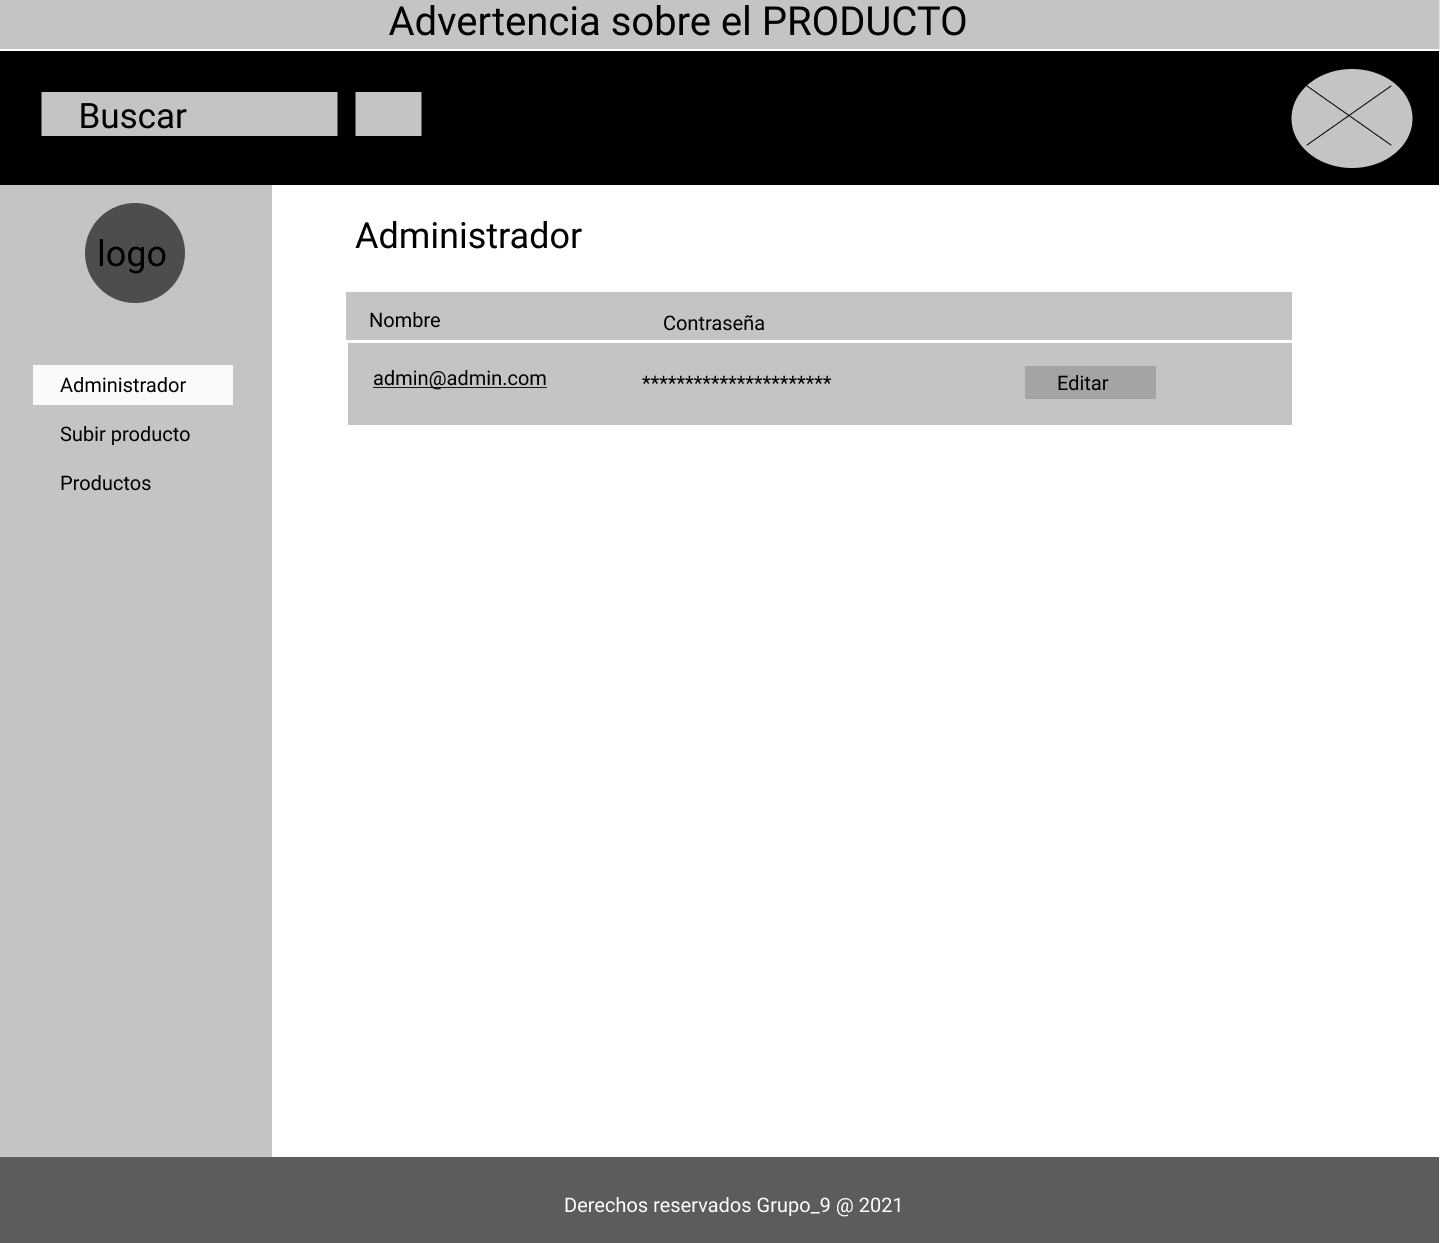 Advertencia sobre el PRODUCTO
Buscar
logo
Administrador
Subir producto
Productos
Administrador
Nombre Contraseña
admin@admin.com ********************** Editar
Derechos reservados Grupo_9 @ 2021